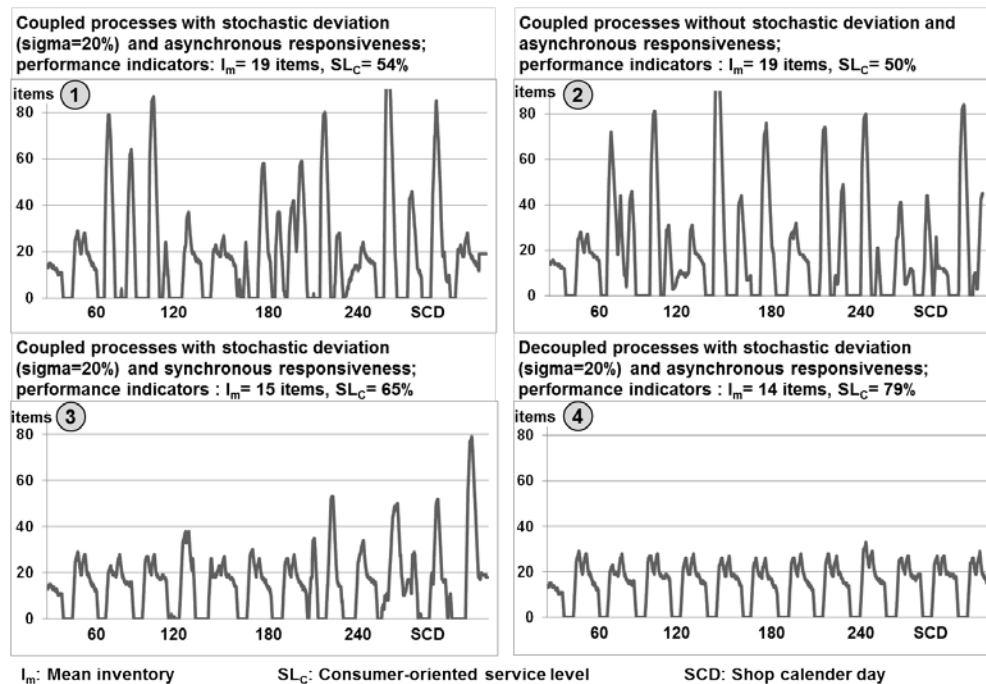 Coupled processes with stochastic deviation
(sigma=20%) and asynchronous responsiveness;
performance indicators: Im= 19 items, SLC= 54%
items 1
80
60
40
20
0
60 120 180 240 SCD
Coupled processes without stochastic deviation and
asynchronous responsiveness;
performance indicators : Im= 19 items, SLC= 50%
items 2
80
60
40
20
0
60 120 180 240 SCD
Coupled processes with stochastic deviation
(sigma=20%) and synchronous responsiveness;
performance indicators : Im= 15 items, SLC= 65%
items 3
80
60
40
20
0
60 120 180 240 SCD
Decoupled processes with stochastic deviation
(sigma=20%) and asynchronous responsiveness;
performance indicators : Im= 14 items, SLC= 79%
items 4
80
60
40
20
0
60 120 180 240 SCD
Im: Mean inventory SLC: Consumer-oriented service level SCD: Shop calender day